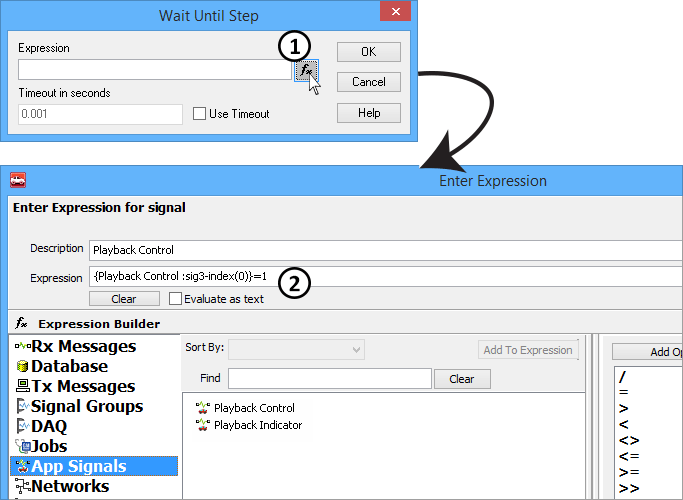 Wait Until Step
Expression
1
OK
fx
Timeout in seconds
Cancel
0.001
Use Timeout
Help
Enter Expression
Enter Expression for signal
Description
Playback Control
Expression
{Playback Control :sig3-index(0)}=1
2
Clear
Evaluate as text
fx Expression Builder
Rx Messages
Database
Tx Messages
Signal Groups
DAQ
Jobs
App Signals
Networks
Sort By:
Add To Expression
Find
Clear
Playback Control
Playback Indicator
Add Op
/
=
>
<
<>
<=
>=
>>